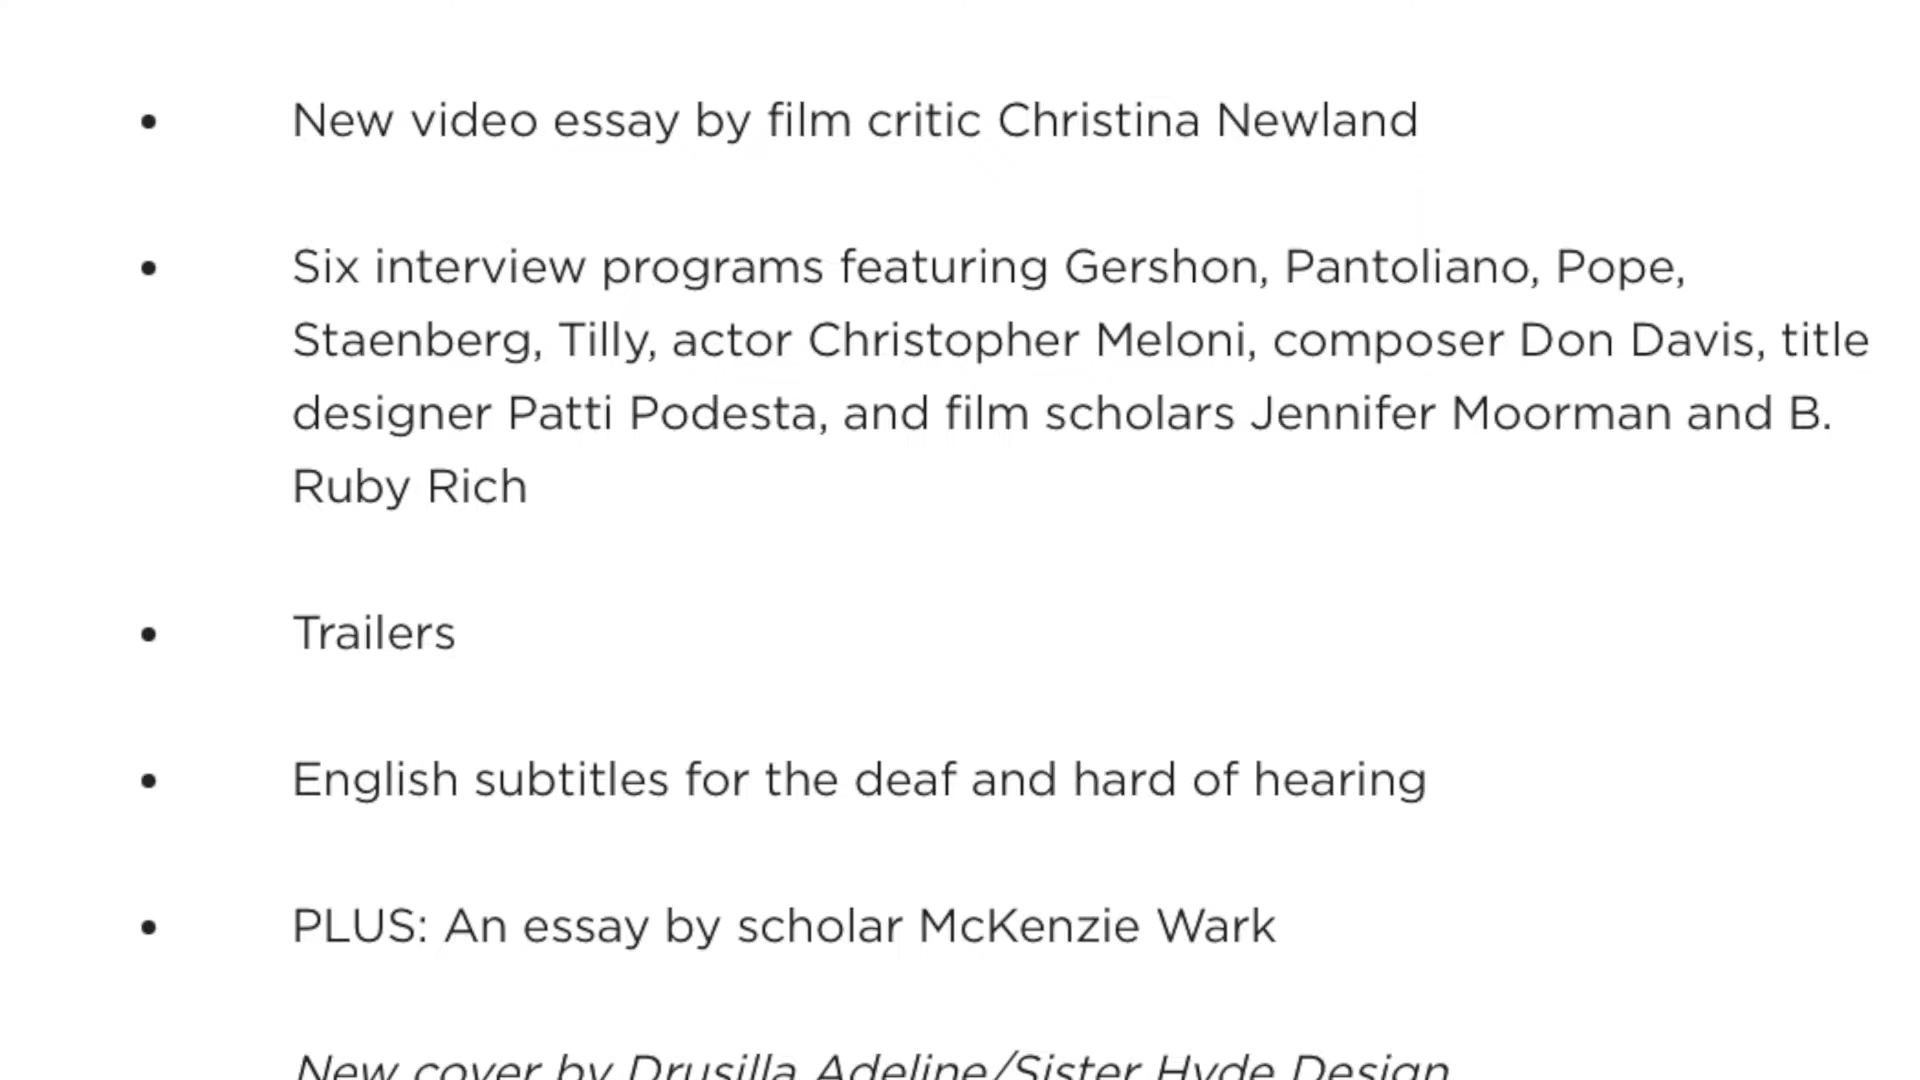 • New video essay by film critic Christina Newland
• Six interview programs featuring Gershon, Pantoliano, Pope,
Staenberg, Tilly, actor Christopher Meloni, composer Don Davis, title
designer Patti Podesta, and film scholars Jennifer Moorman and B.
Ruby Rich
• Trailers
• English subtitles for the deaf and hard of hearing
• PLUS: An essay by scholar McKenzie Wark
New cover by Drusilla Adeline/Sister Hyde Design